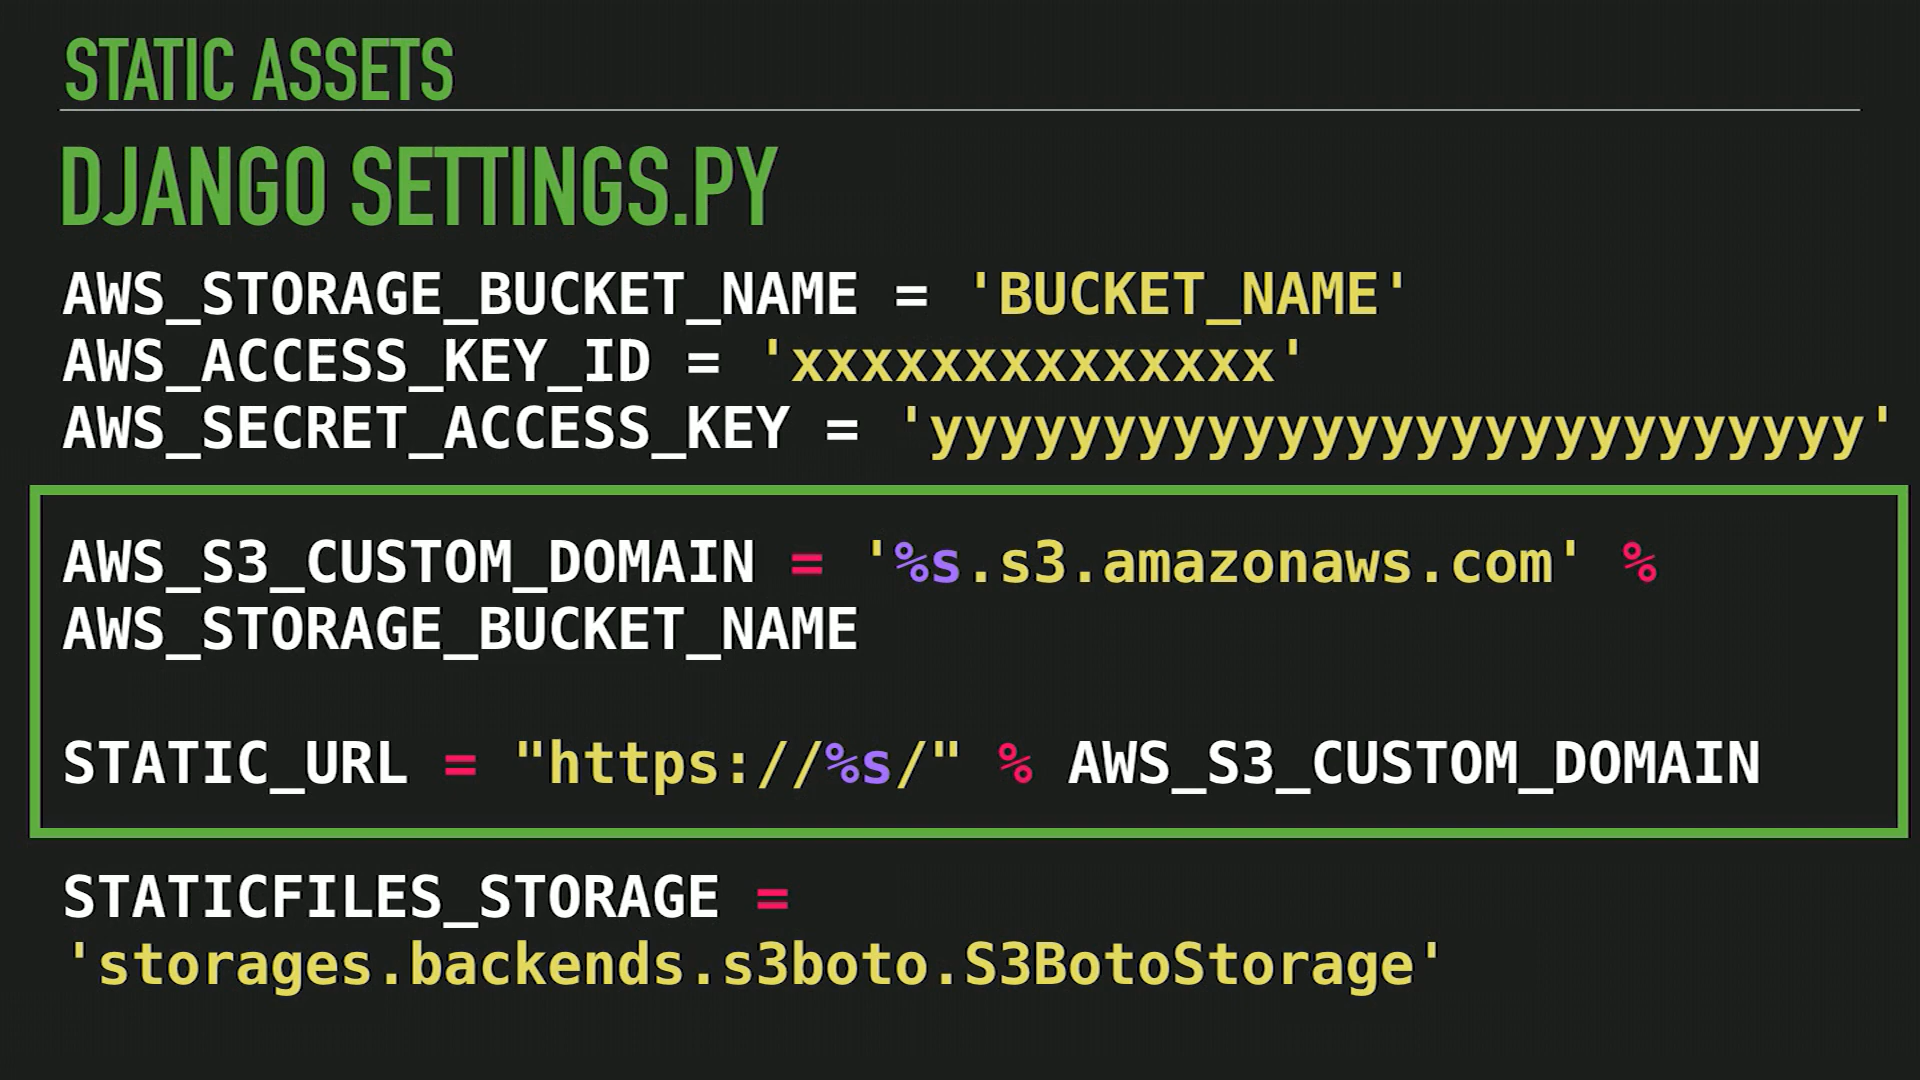 STATIC ASSETS
DJANGO SETTINGS.PY
AWS_STORAGE_BUCKET_NAME = 'BUCKET_NAME'
AWS_ACCESS_KEY_ID = 'xxxxxxxxxxxxxx'
AWS_SECRET_ACCESS_KEY = 'yyyyyyyyyyyyyyyyyyyyyyyyyyy'
AWS_S3_CUSTOM_DOMAIN = '%s.s3.amazonaws.com' %
AWS_STORAGE_BUCKET_NAME
STATIC_URL = "https://%s/" % AWS_S3_CUSTOM_DOMAIN
STATICFILES_STORAGE =
'storages.backends.s3boto.S3BotoStorage'